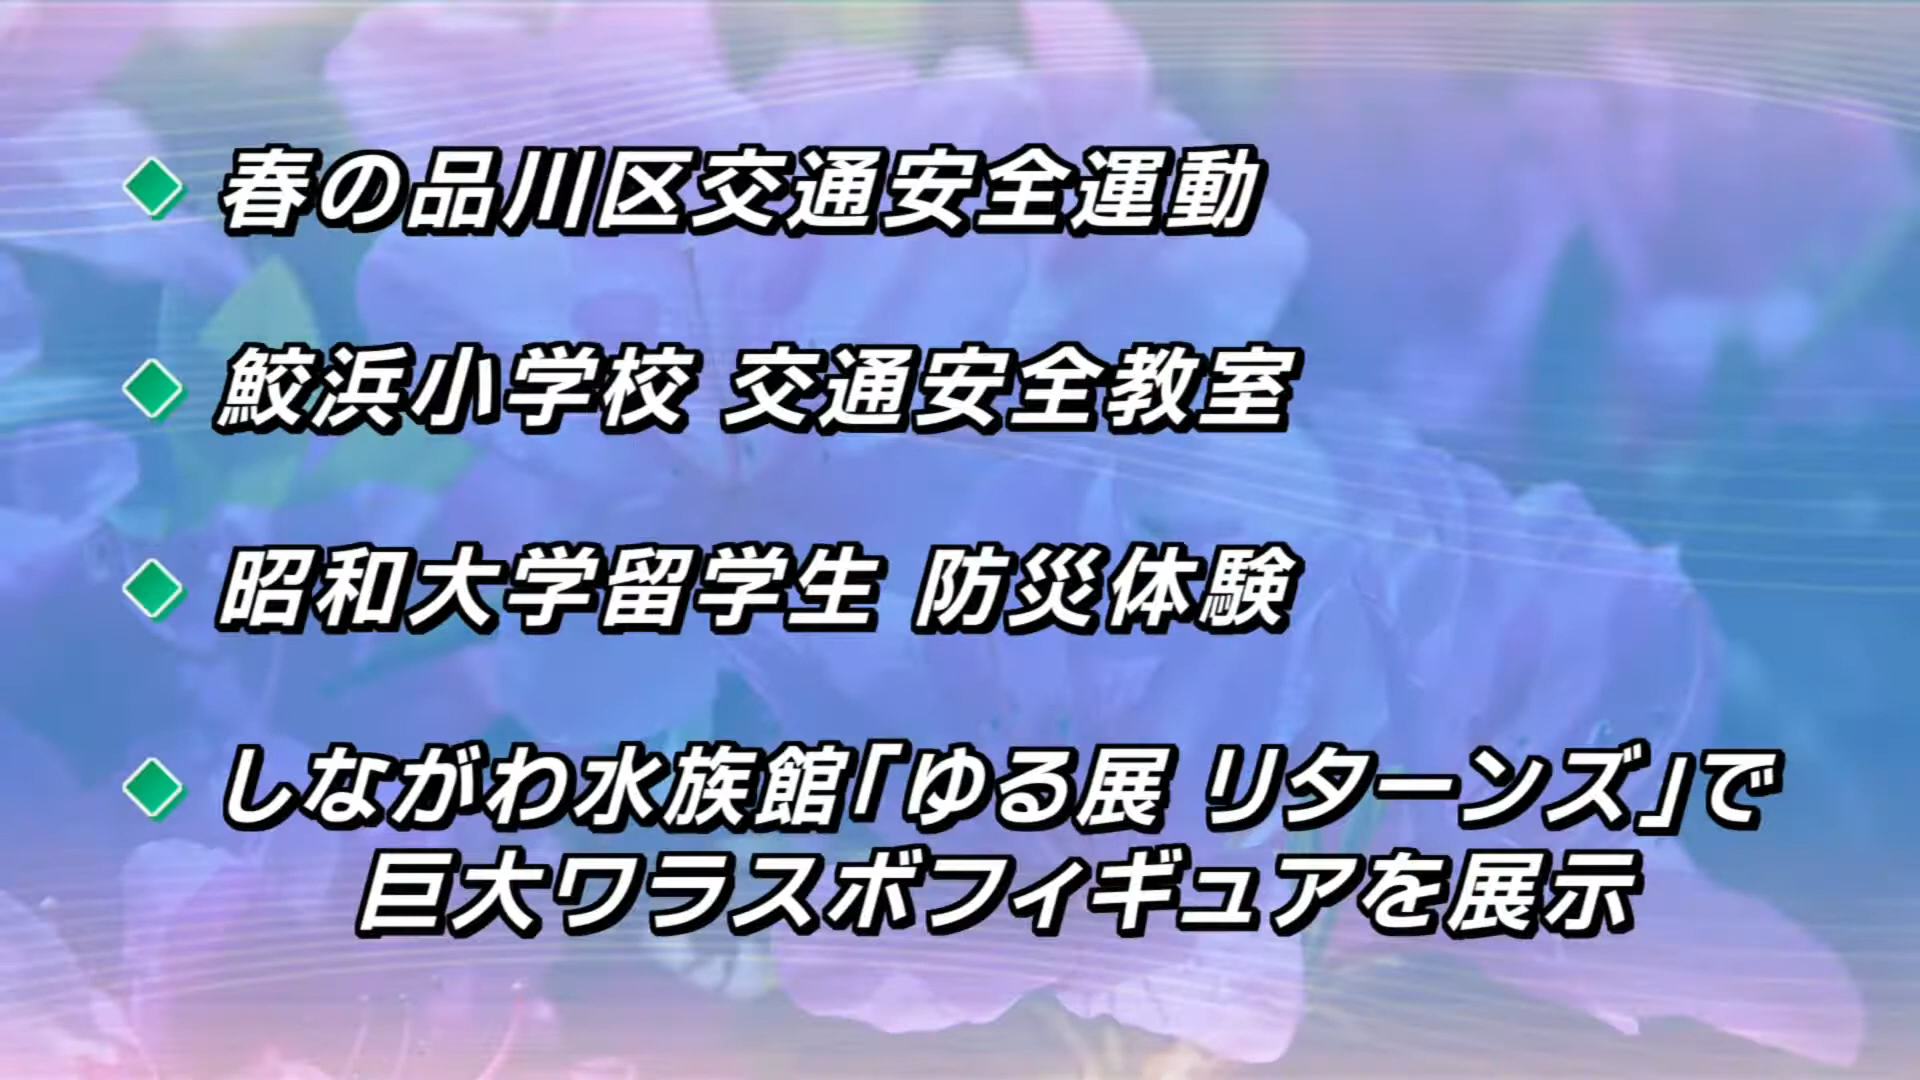 春の品川区交通安全運動
鮫浜小学校 交通安全教室
昭和大学留学生 防災体験
しながわ水族館「ゆる展 リターンズ」で
巨大ワラスボフィギュアを展示